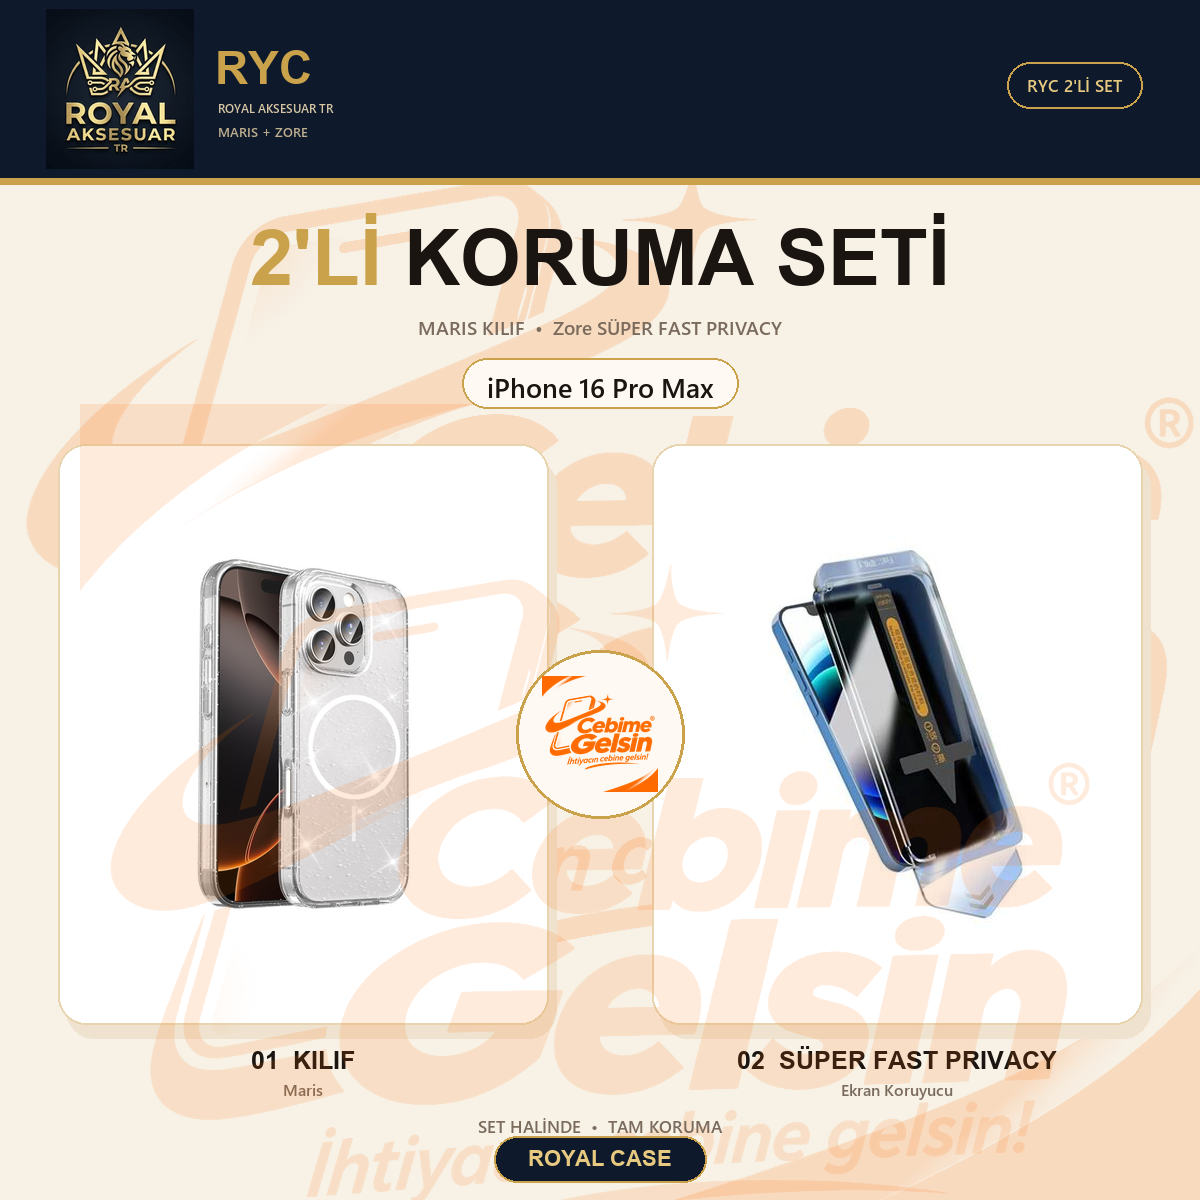 ROYAL
AKSESUAR
TR
RYC
ROYAL AKSESUAR TR
MARIS + ZORE
RYC 2'Lİ SET
2'Lİ KORUMA SETİ
MARIS KILIF • Zore SÜPER FAST PRIVACY
iPhone 16 Pro Max
Cebime
Gelsin
İhtiyacın cebine gelsin!
®
Cebime
Gelsin
®
01 KILIF
Maris
02 SÜPER FAST PRIVACY
Ekran Koruyucu
SET HALİNDE • TAM KORUMA
ROYAL CASE